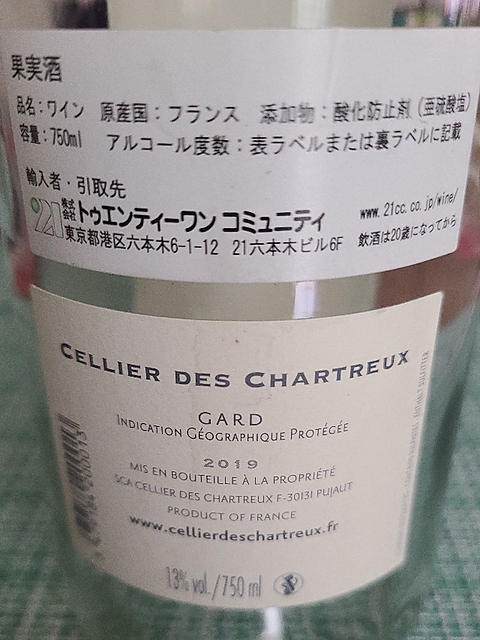 果実酒
品名：ワイン 原産国：フランス 添加物：酸化防止剤（亜硫酸塩）
容量：750ml アルコール度数：表ラベルまたは裏ラベルに記載
輸入者・引取先
21 株式会社 トゥエンティーワン コミュニティ www.21cc.co.jp/wine/
東京都港区六本木6-1-12 21六本木ビル6F 飲酒は20歳になってから
CELLIER DES CHARTREUX
GARD
INDICATION GÉOGRAPHIQUE PROTÉGÉE
2019
MIS EN BOUTEILLE À LA PROPRIÉTÉ
SCA CELLIER DES CHARTREUX F-30131 PUJAUT
PRODUCT OF FRANCE
www.cellierdeschartreux.fr
13% vol./750 ml